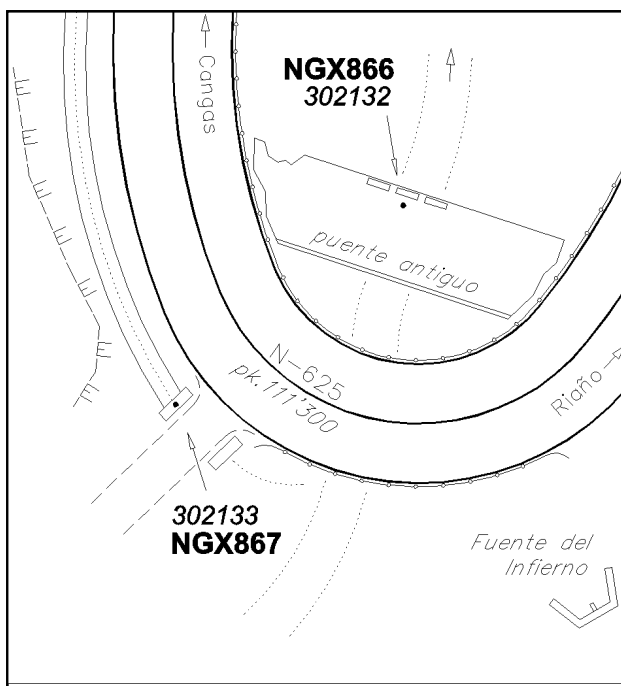 NGX866
302132
Cangas
puente antiguo
N-625
pk.111'300
Riaño
302133
NGX867
Fuente del
Infierno